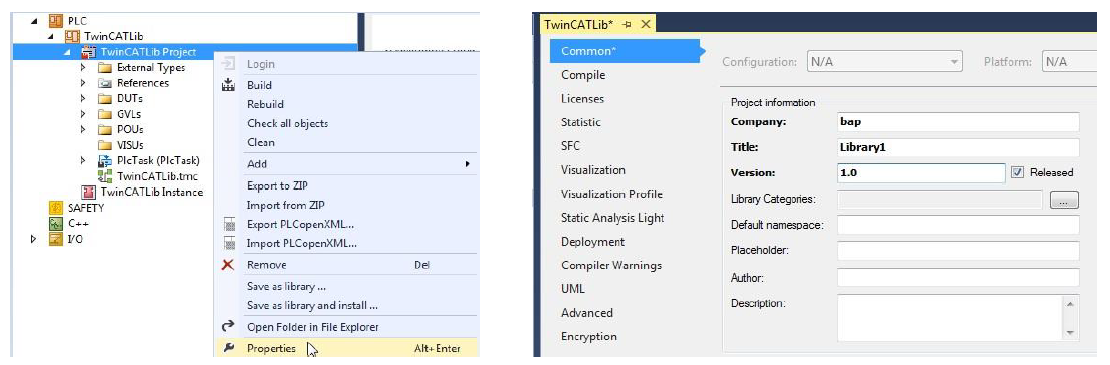 PLC
TwinCATLib
TwinCATLib Project
External Types
References
DUTs
GVLs
POUs
VISUs
PlcTask (PlcTask)
TwinCATLib.tmc
TwinCATLib Instance
SAFETY
C++
I/O
Login
Build
Rebuild
Check all objects
Clean
Add
Export to ZIP
Import from ZIP
Export PLCopenXML...
Import PLCopenXML...
Remove Del
Save as library ...
Save as library and install ...
Open Folder in File Explorer
Properties Alt+Enter
TwinCATLib*
Common*
Compile
Licenses
Statistic
SFC
Visualization
Visualization Profile
Static Analysis Light
Deployment
Compiler Warnings
UML
Advanced
Encryption
Configuration: N/A Platform: N/A
Project information
Company: bap
Title: Library1
Version: 1.0 Released
Library Categories: ...
Default namespace:
Placeholder:
Author:
Description: